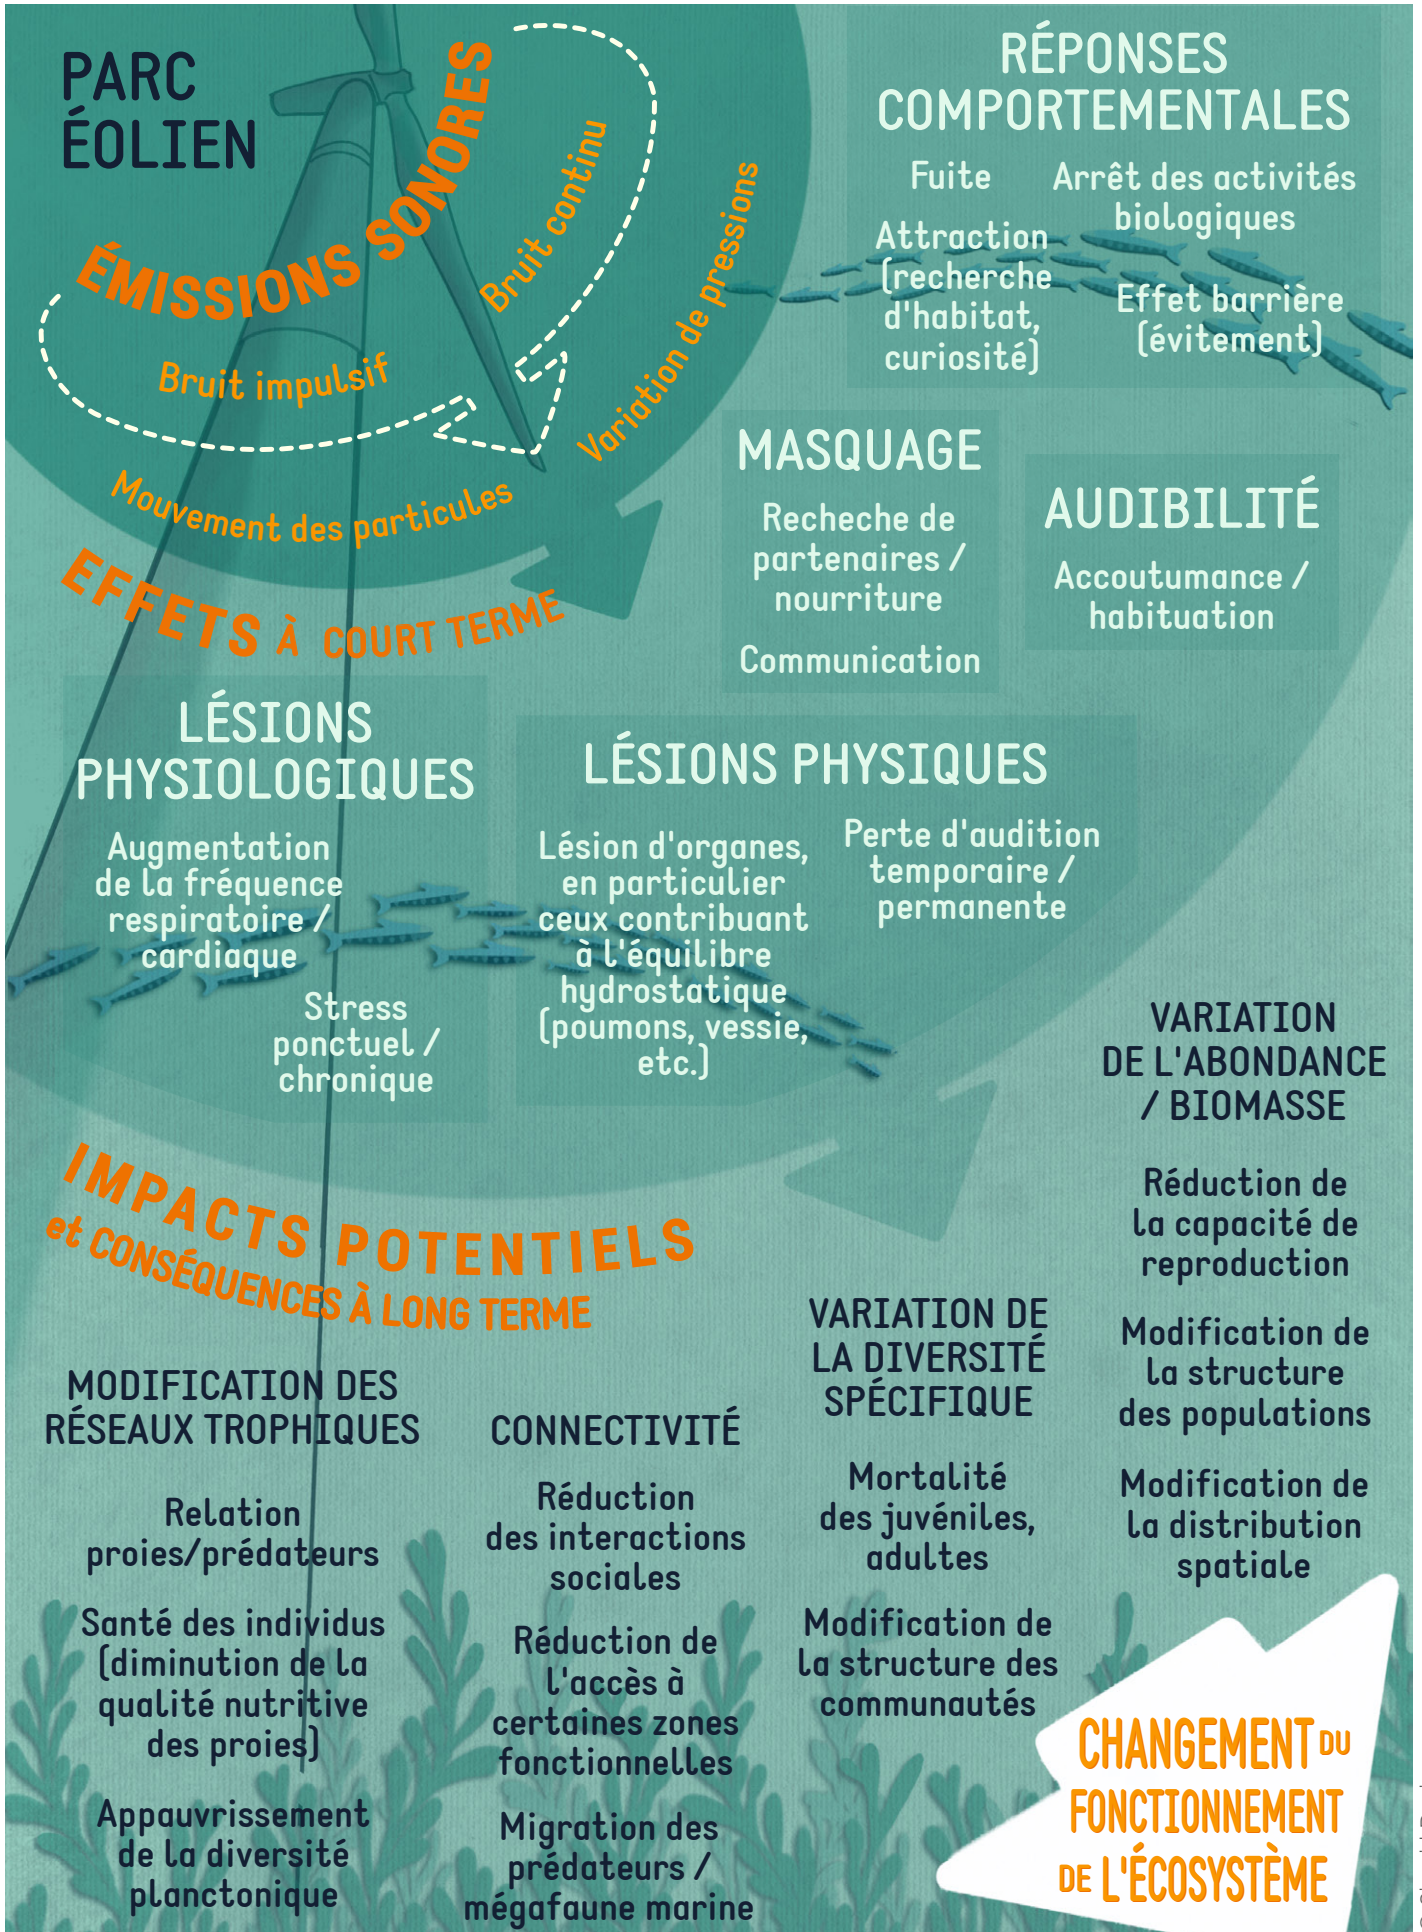 PARC
ÉOLIEN
ÉMISSIONS SONORES
Bruit continu
Bruit impulsif
Variation de pressions
Mouvement des particules
EFFETS À COURT TERME
RÉPONSES
COMPORTEMENTALES
Fuite
Attraction
(recherche
d'habitat,
curiosité)
Arrêt des activités
biologiques
Effet barrière
(évitement)
MASQUAGE
Recheche de
partenaires /
nourriture
Communication
AUDIBILITÉ
Accoutumance /
habituation
LÉSIONS
PHYSIOLOGIQUES
Augmentation
de la fréquence
respiratoire /
cardiaque
Stress
ponctuel /
chronique
LÉSIONS PHYSIQUES
Lésion d'organes,
en particulier
ceux contribuant
à l'équilibre
hydrostatique
(poumons, vessie,
etc.)
Perte d'audition
temporaire /
permanente
IMPACTS POTENTIELS
et CONSÉQUENCES À LONG TERME
MODIFICATION DES
RÉSEAUX TROPHIQUES
Relation
proies/prédateurs
Santé des individus
(diminution de la
qualité nutritive
des proies)
Appauvrissement
de la diversité
planctonique
CONNECTIVITÉ
Réduction
des interactions
sociales
Réduction de
l'accès à
certaines zones
fonctionnelles
Migration des
prédateurs /
mégafaune marine
VARIATION DE
LA DIVERSITÉ
SPÉCIFIQUE
Mortalité
des juvéniles,
adultes
Modification de
la structure des
communautés
VARIATION
DE L'ABONDANCE
/ BIOMASSE
Réduction de
la capacité de
reproduction
Modification de
la structure
des populations
Modification de
la distribution
spatiale
CHANGEMENT DU
FONCTIONNEMENT
DE L'ÉCOSYSTÈME